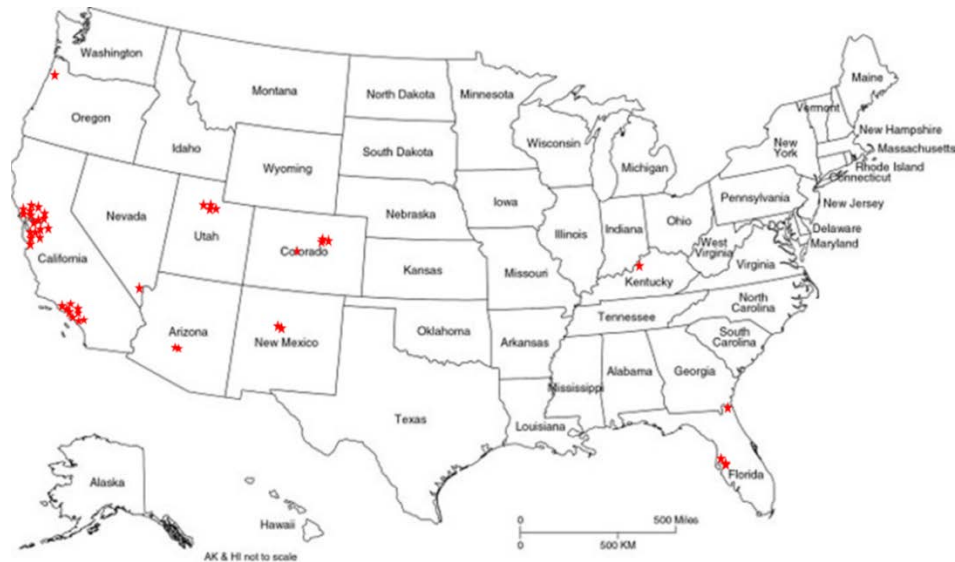 Washington
Maine
Montana
North Dakota
Minnesota
Vermont
Oregon
New Hampshire
Wisconsin
New
York
Massachusetts
Idaho
South Dakota
Michigan
Rhode Island
Wyoming
Connecticut
Pennsylvania
Iowa
New Jersey
Nevada
Nebraska
Ohio
Illinois
Indiana
Delaware
Utah
DC
Maryland
Colorado
West
Virginia
California
Kansas
Missouri
Virginia
Kentucky
North
Carolina
Tennessee
Arizona
Oklahoma
New Mexico
Arkansas
South
Carolina
Mississippi
Alabama
Georgia
Texas
Louisiana
Florida
Alaska
Hawaii
0
500 Miles
0
500 KM
AK & HI not to scale